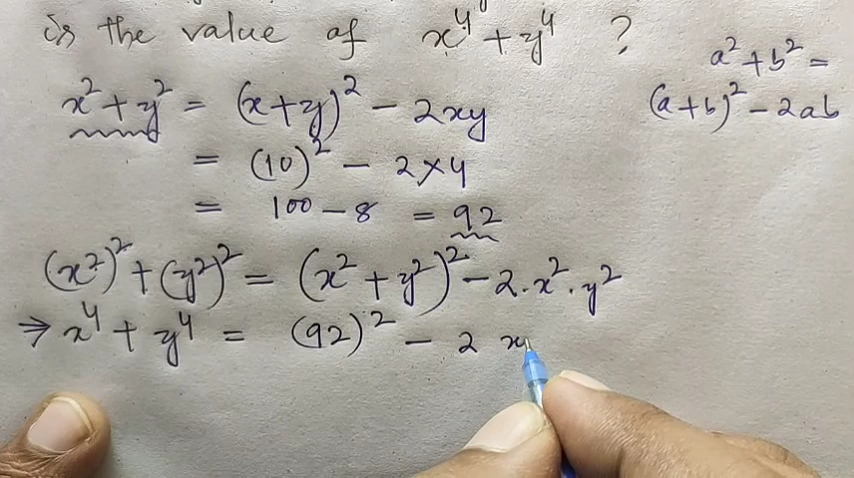 is the value of x⁴ + y⁴ ?
a² + b² =
(a+b)² - 2ab
x² + y² = (x+y)² - 2xy
= (10)² - 2×4
= 100 - 8 = 92
(x²)² + (y²)² = (x² + y²)² - 2·x²·y²
⇒ x⁴ + y⁴ = (92)² - 2 x